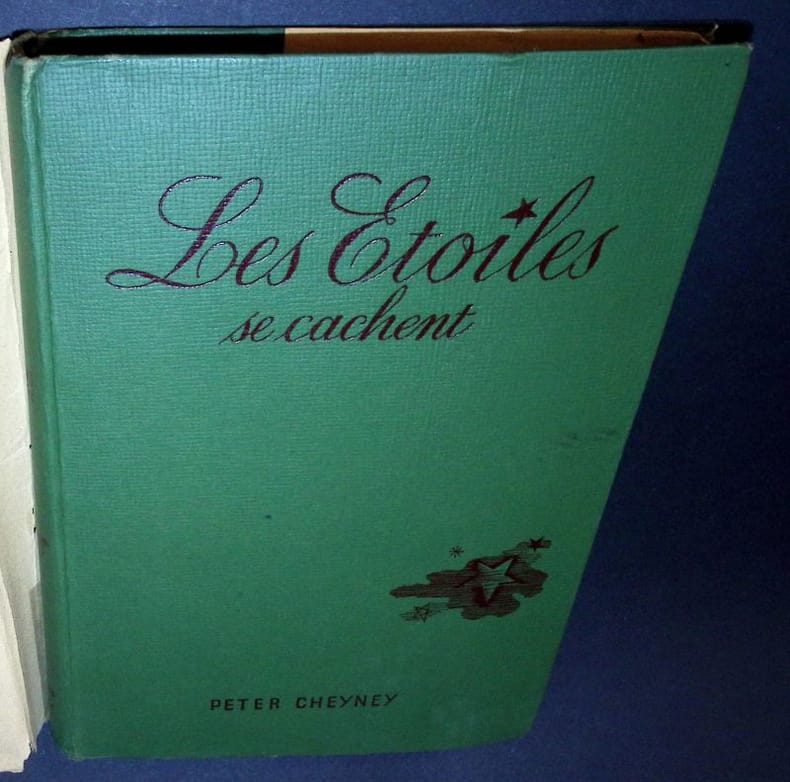 Les Etoiles
se cachent
PETER CHEYNEY